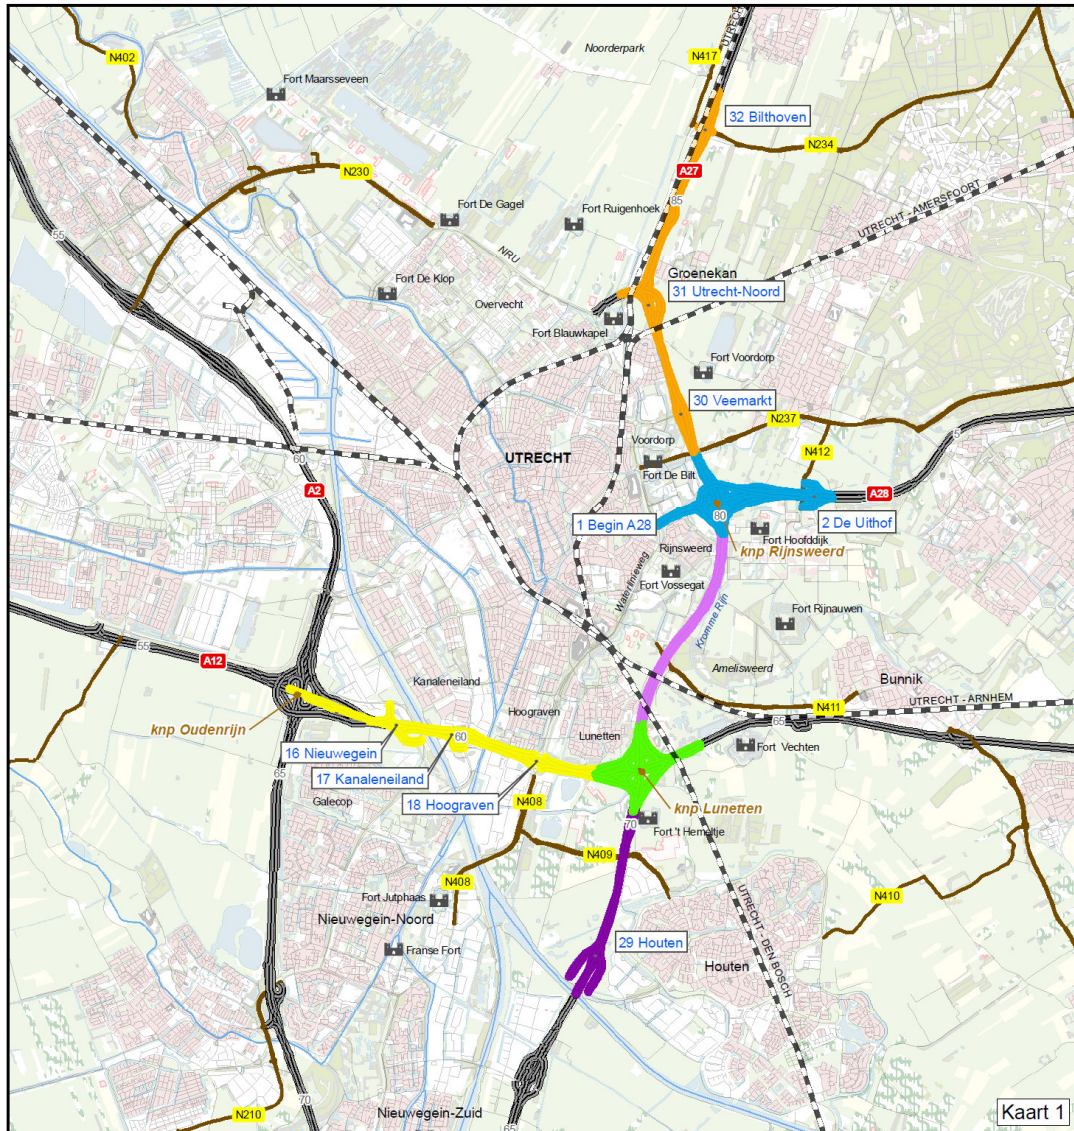 Noorderpark
UTRECHT
N402
N417
Fort Maarsseveen
32 Bilthoven
N234
A27
N230
85
Fort De Gagel
Fort Ruigenhoek
UTRECHT - AMERSFOORT
55
NRU
Groenekan
Fort De Klop
31 Utrecht-Noord
Overvecht
Fort Blauwkapel
Fort Voordorp
30 Veemarkt
N237
5
Voordorp
60
UTRECHT
N412
Fort De Bilt
A2
A28
80
1 Begin A28
2 De Uithof
Fort Hoofddijk
Rijnsweerd
knp Rijnsweerd
Waterlinieweg
Fort Vossegat
Fort Rijnauwen
Kromme Rijn
55
A12
Amelisweerd
Kanaleneiland
Bunnik
UTRECHT - ARNHEM
N411
Hoograven
65
knp Oudenrijn
Lunetten
60
16 Nieuwegein
Fort Vechten
17 Kanaleneiland
65
Galecop
18 Hoograven
N408
knp Lunetten
70
Fort 't Hemeltje
N409
N408
Fort Jutphaas
N410
UTRECHT - DEN BOSCH
Nieuwegein-Noord
29 Houten
Franse Fort
Houten
70
N210
Nieuwegein-Zuid
65
Kaart 1